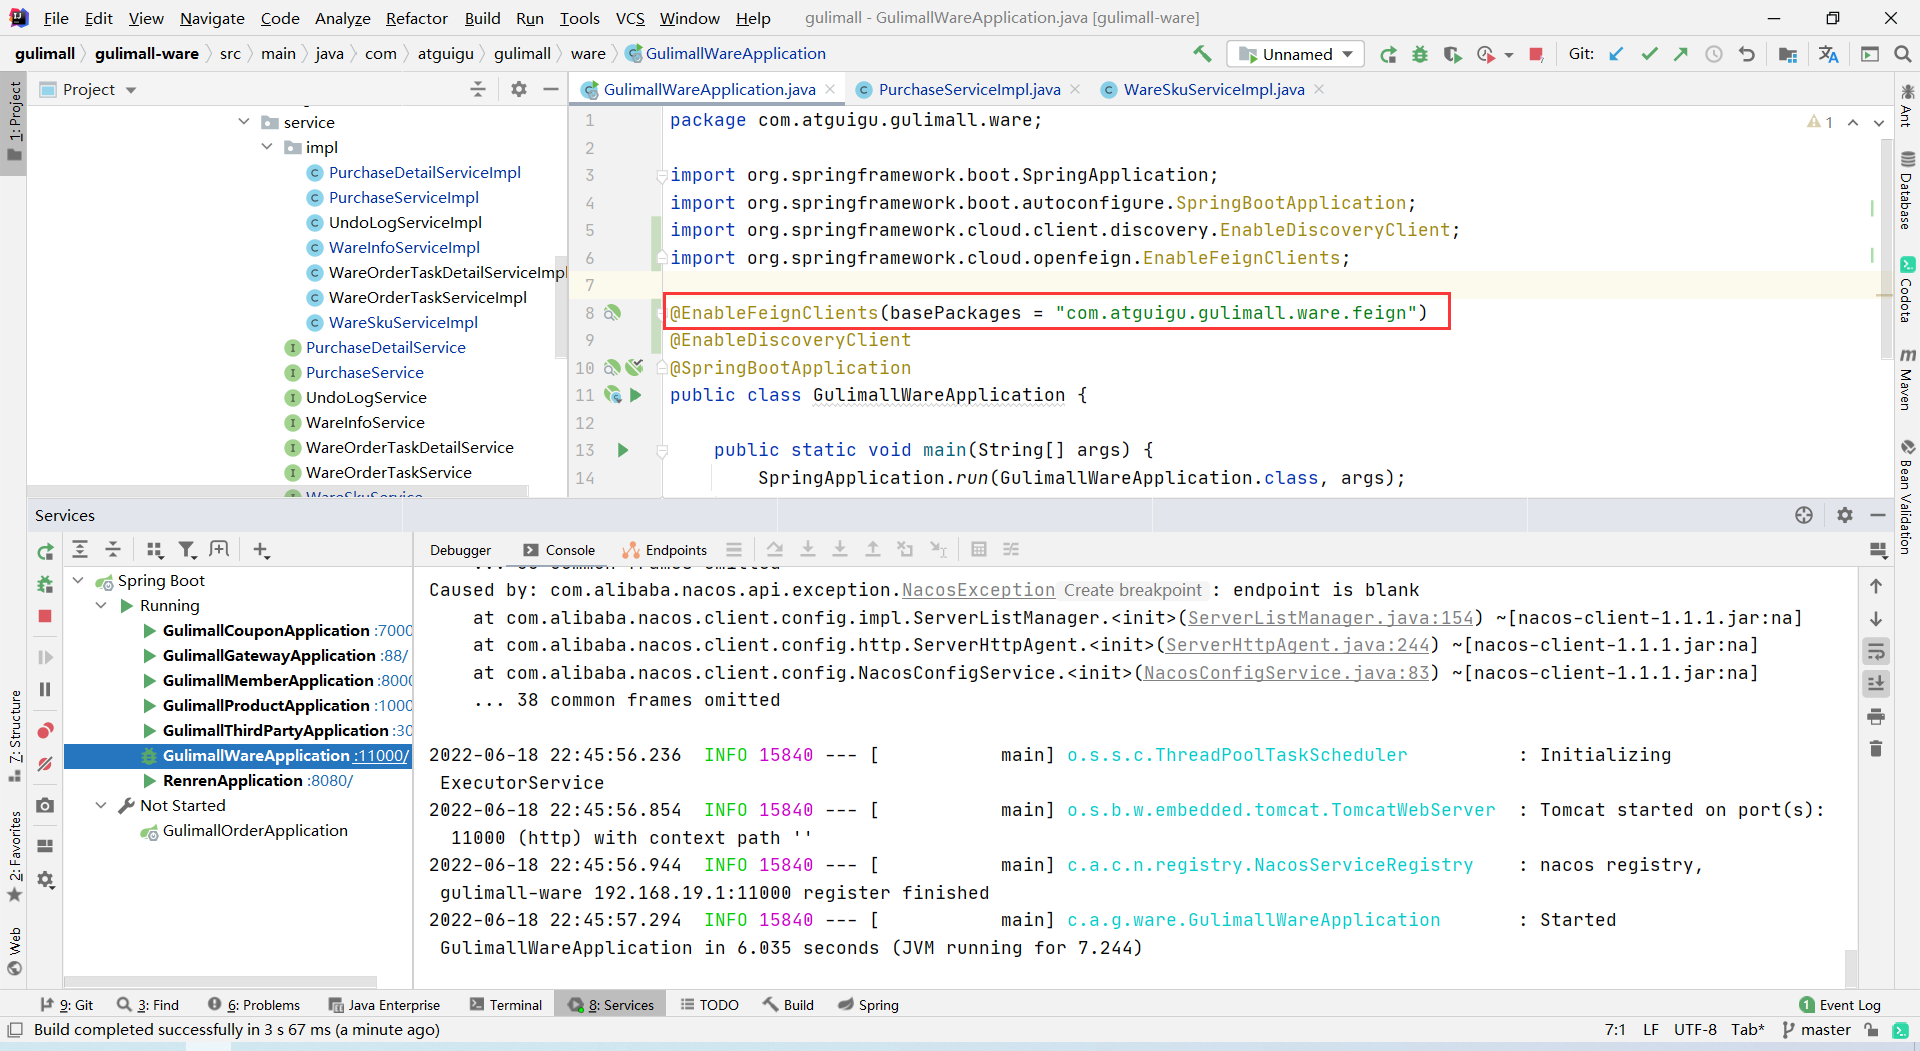 File Edit View Navigate Code Analyze Refactor Build Run Tools VCS Window Help gulimall - GulimallWareApplication.java [gulimall-ware]
gulimall gulimall-ware src main java com atguigu gulimall ware GulimallWareApplication Unnamed Git:
1: Project
Project
service
impl
PurchaseDetailServiceImpl
PurchaseServiceImpl
UndoLogServiceImpl
WareInfoServiceImpl
WareOrderTaskDetailServiceImpl
WareOrderTaskServiceImpl
WareSkuServiceImpl
PurchaseDetailService
PurchaseService
UndoLogService
WareInfoService
WareOrderTaskDetailService
WareOrderTaskService
WareSkuService
GulimallWareApplication.java PurchaseServiceImpl.java WareSkuServiceImpl.java
1 package com.atguigu.gulimall.ware;
2
3 import org.springframework.boot.SpringApplication;
4 import org.springframework.boot.autoconfigure.SpringBootApplication;
5 import org.springframework.cloud.client.discovery.EnableDiscoveryClient;
6 import org.springframework.cloud.openfeign.EnableFeignClients;
7
8 @EnableFeignClients(basePackages = "com.atguigu.gulimall.ware.feign")
9 @EnableDiscoveryClient
10 @SpringBootApplication
11 public class GulimallWareApplication {
12
13 public static void main(String[] args) {
14 SpringApplication.run(GulimallWareApplication.class, args);
1
Ant
Database
Codota
Maven
Bean Validation
Services
Debugger Console Endpoints
Spring Boot
Running
GulimallCouponApplication :7000
GulimallGatewayApplication :88/
GulimallMemberApplication :8000
GulimallProductApplication :1000
GulimallThirdPartyApplication :30
GulimallWareApplication :11000/
RenrenApplication :8080/
Not Started
GulimallOrderApplication
7: Structure
2: Favorites
Web
... 38 common frames omitted
Caused by: com.alibaba.nacos.api.exception.NacosException Create breakpoint : endpoint is blank
at com.alibaba.nacos.client.config.impl.ServerListManager.<init>(ServerListManager.java:154) ~[nacos-client-1.1.1.jar:na]
at com.alibaba.nacos.client.config.http.ServerHttpAgent.<init>(ServerHttpAgent.java:244) ~[nacos-client-1.1.1.jar:na]
at com.alibaba.nacos.client.config.NacosConfigService.<init>(NacosConfigService.java:83) ~[nacos-client-1.1.1.jar:na]
... 38 common frames omitted
2022-06-18 22:45:56.236 INFO 15840 --- [ main] o.s.s.c.ThreadPoolTaskScheduler : Initializing
ExecutorService
2022-06-18 22:45:56.854 INFO 15840 --- [ main] o.s.b.w.embedded.tomcat.TomcatWebServer : Tomcat started on port(s):
11000 (http) with context path ''
2022-06-18 22:45:56.944 INFO 15840 --- [ main] c.a.c.n.registry.NacosServiceRegistry : nacos registry,
gulimall-ware 192.168.19.1:11000 register finished
2022-06-18 22:45:57.294 INFO 15840 --- [ main] c.a.g.ware.GulimallWareApplication : Started
GulimallWareApplication in 6.035 seconds (JVM running for 7.244)
9: Git 3: Find 6: Problems Java Enterprise Terminal 8: Services TODO Build Spring 1 Event Log
Build completed successfully in 3 s 67 ms (a minute ago) 7:1 LF UTF-8 Tab* master